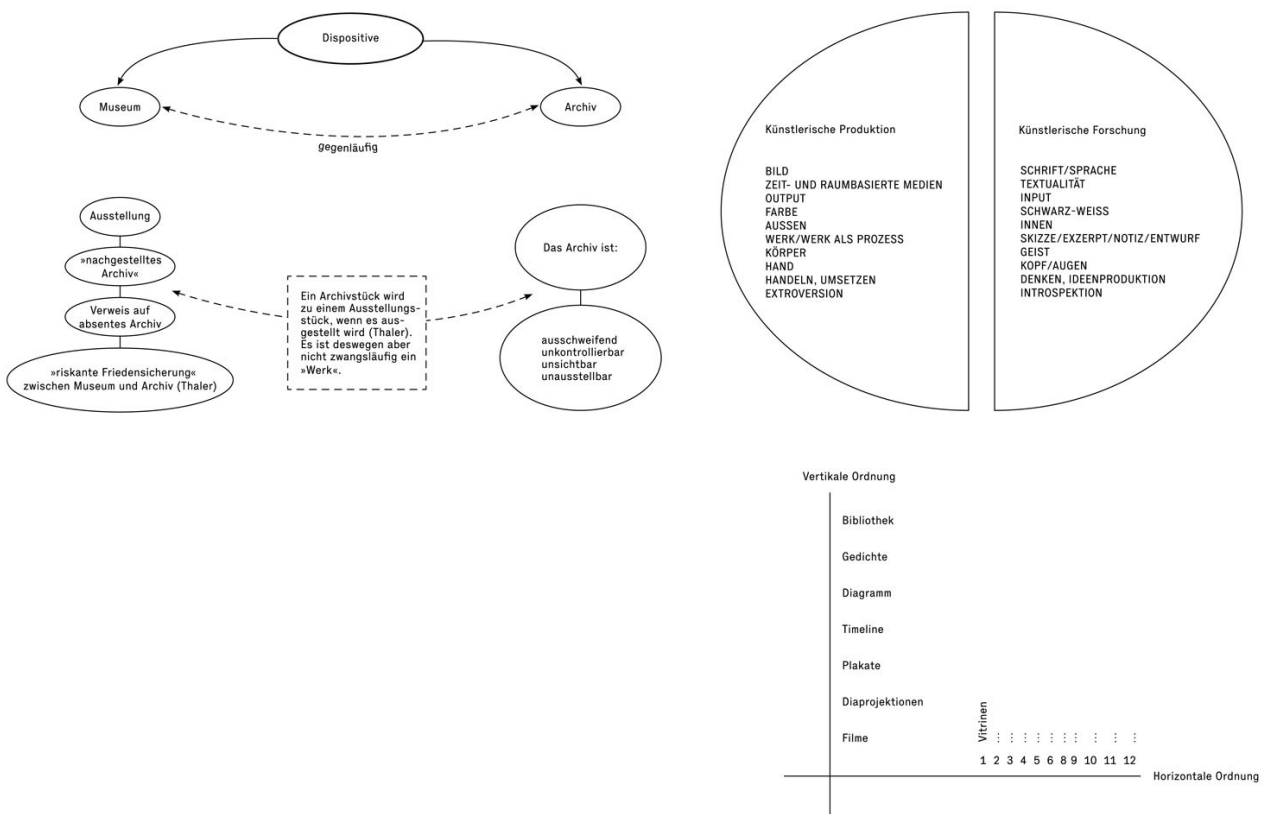 Dispositive
Museum
Archiv
gegenläufig
Ausstellung
»nachgestelltes
Archiv«
Verweis auf
absentes Archiv
»riskante Friedensicherung«
zwischen Museum und Archiv (Thaler)
Ein Archivstück wird
zu einem Ausstellungs-
stück, wenn es aus-
gestellt wird (Thaler).
Es ist deswegen aber
nicht zwangsläufig ein
»Werk«.
Das Archiv ist:
ausschweifend
unkontrollierbar
unsichtbar
unausstellbar
Künstlerische Produktion
BILD
ZEIT- UND RAUMBASIERTE MEDIEN
OUTPUT
FARBE
AUSSEN
WERK/WERK ALS PROZESS
KÖRPER
HAND
HANDELN, UMSETZEN
EXTROVERSION
Künstlerische Forschung
SCHRIFT/SPRACHE
TEXTUALITÄT
INPUT
SCHWARZ-WEISS
INNEN
SKIZZE/EXZERPT/NOTIZ/ENTWURF
GEIST
KOPF/AUGEN
DENKEN, IDEENPRODUKTION
INTROSPEKTION
Vertikale Ordnung
Bibliothek
Gedichte
Diagramm
Timeline
Plakate
Diaprojektionen
Filme
Vitrinen ... ... ... ... ... ... ... ... ... ...
1 2 3 4 5 6 8 9 10 11 12
Horizontale Ordnung